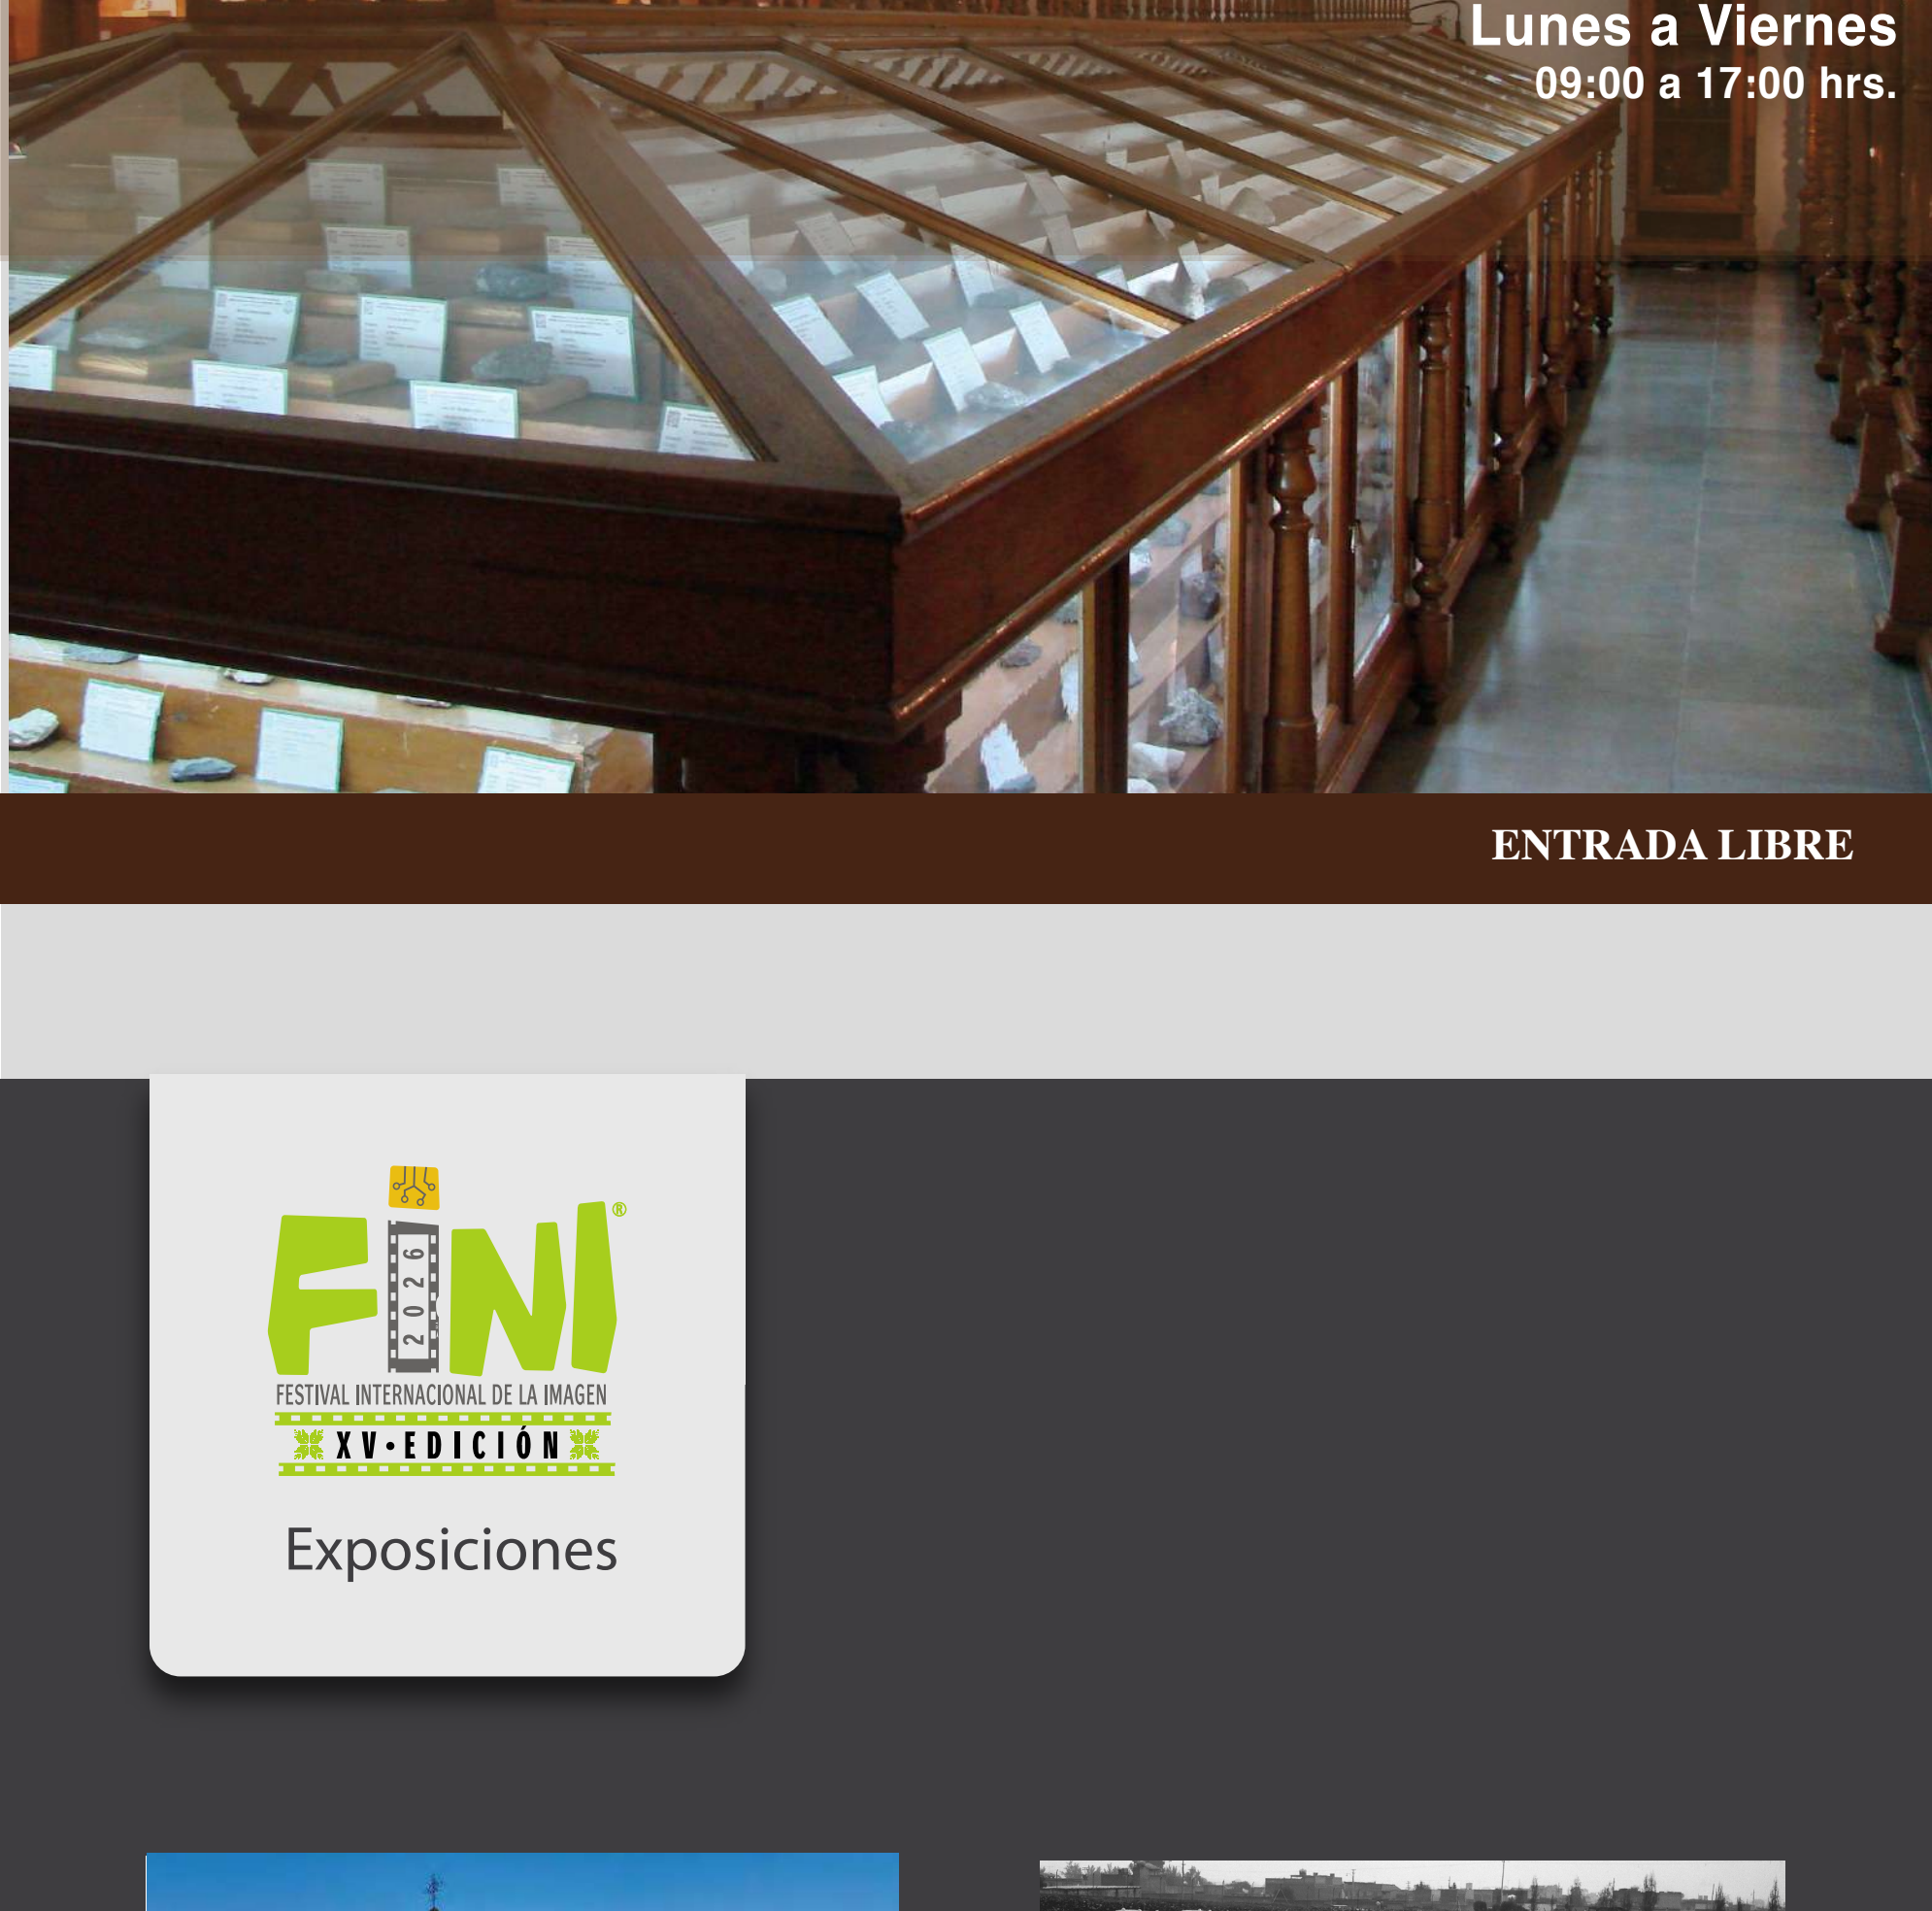 Lunes a Viernes
09:00 a 17:00 hrs.
ENTRADA LIBRE
FINI®
2026
FESTIVAL INTERNACIONAL DE LA IMAGEN
XV•EDICIÓN
Exposiciones